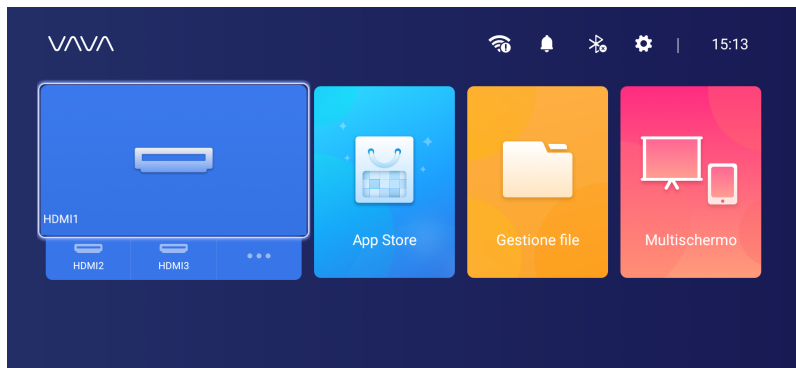 VAVA
15:13
HDMI1
HDMI2
HDMI3
App Store
Gestione file
Multischermo